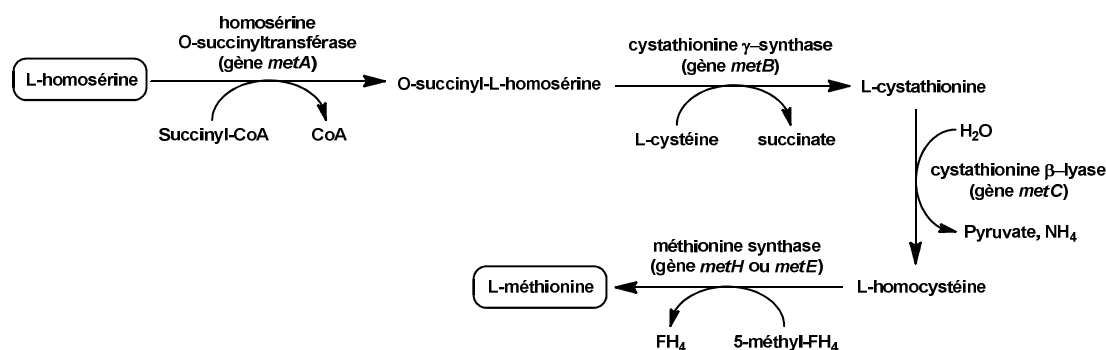 homosérine
O-succinyltransférase
(gène metA)
L-homosérine
Succinyl-CoA
CoA
O-succinyl-L-homosérine
cystathionine γ–synthase
(gène metB)
L-cystéine
succinate
L-cystathionine
H₂O
cystathionine β–lyase
(gène metC)
Pyruvate, NH₄
L-homocystéine
méthionine synthase
(gène metH ou metE)
FH₄
5-méthyl-FH₄
L-méthionine